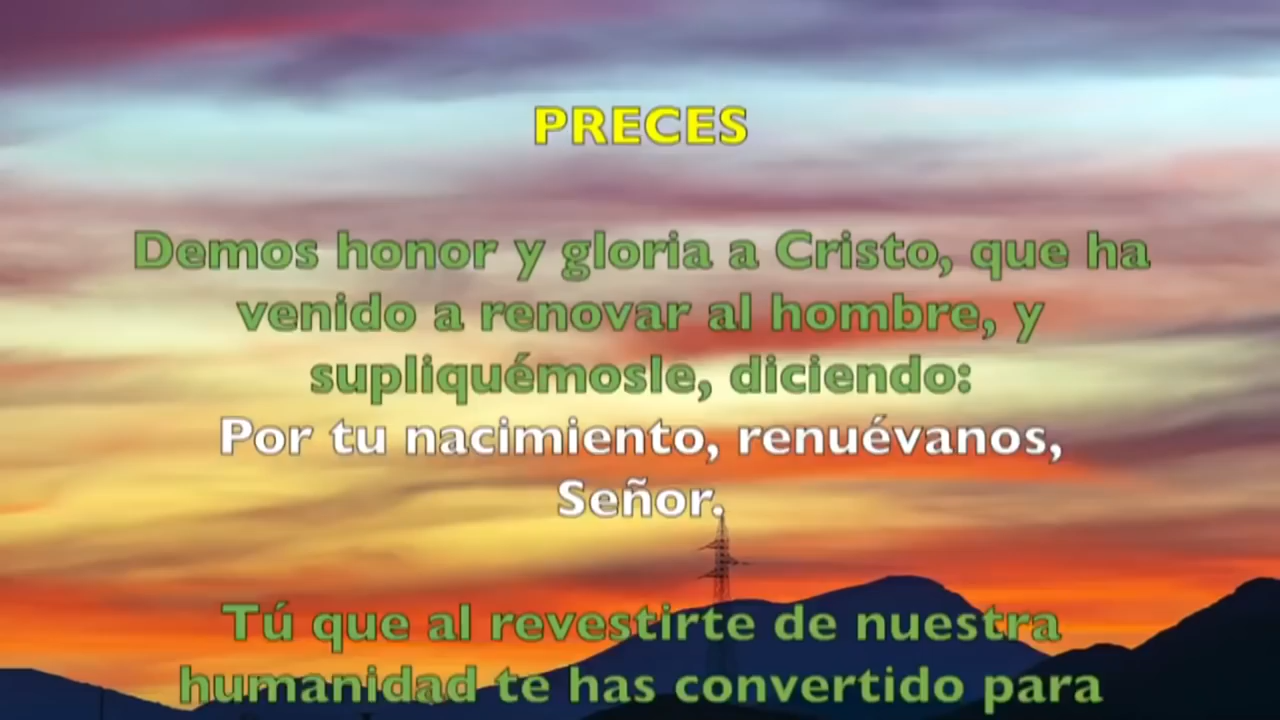 PRECES
Demos honor y gloria a Cristo, que ha
venido a renovar al hombre, y
supliquémosle, diciendo:
Por tu nacimiento, renuévanos,
Señor.
Tú que al revestirte de nuestra
humanidad te has convertido para